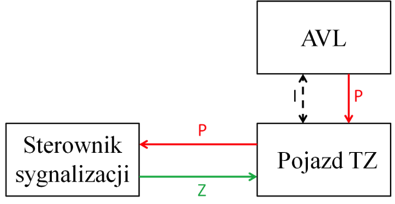 AVL
I
P
P
Sterownik
sygnalizacji
Pojazd TZ
Z